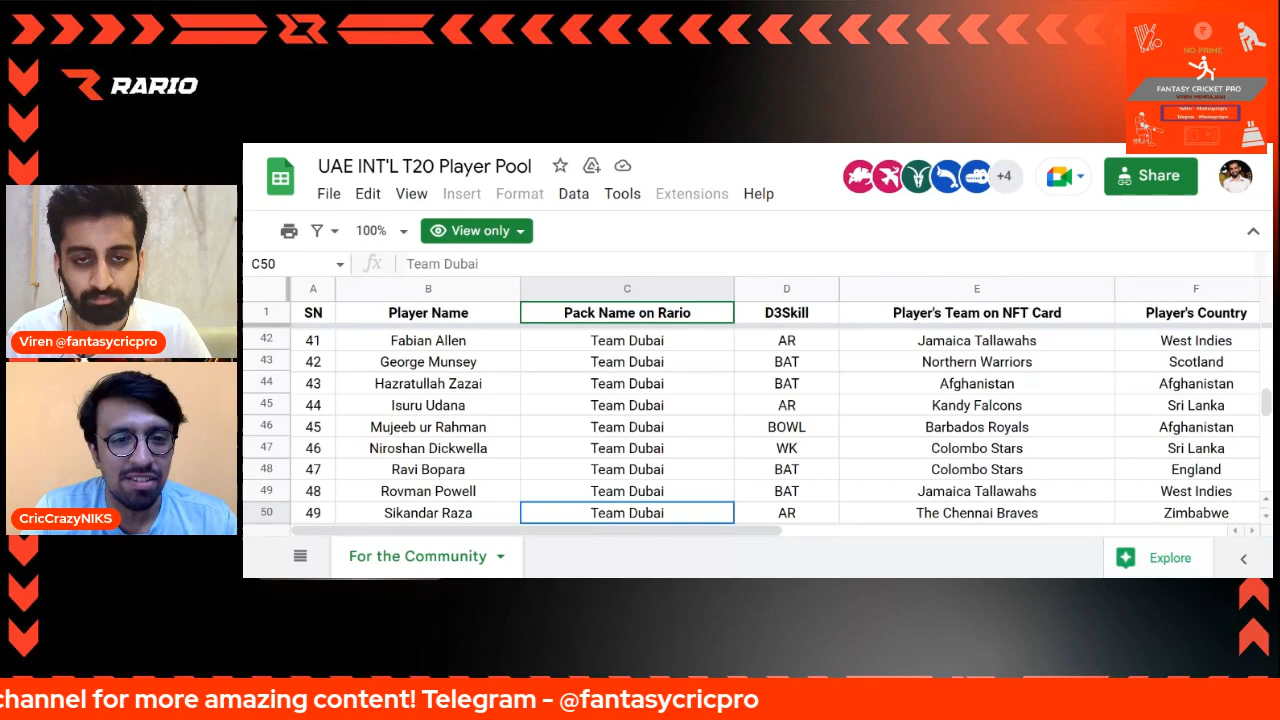 RARIO
NO PRIME
FANTASY CRICKET PRO
VIREN HEMRAJANI
UAE INT'L T20 Player Pool
File Edit View Insert Format Data Tools Extensions Help
+4
Share
100%
View only
C50 fx Team Dubai
A B C D E F
1 SN Player Name Pack Name on Rario D3Skill Player's Team on NFT Card Player's Country
42 41 Fabian Allen Team Dubai AR Jamaica Tallawahs West Indies
43 42 George Munsey Team Dubai BAT Northern Warriors Scotland
44 43 Hazratullah Zazai Team Dubai BAT Afghanistan Afghanistan
45 44 Isuru Udana Team Dubai AR Kandy Falcons Sri Lanka
46 45 Mujeeb ur Rahman Team Dubai BOWL Barbados Royals Afghanistan
47 46 Niroshan Dickwella Team Dubai WK Colombo Stars Sri Lanka
48 47 Ravi Bopara Team Dubai BAT Colombo Stars England
49 48 Rovman Powell Team Dubai BAT Jamaica Tallawahs West Indies
50 49 Sikandar Raza Team Dubai AR The Chennai Braves Zimbabwe
For the Community
Explore
Viren @fantasycricpro
CricCrazyNIKS
channel for more amazing content! Telegram - @fantasycricpro